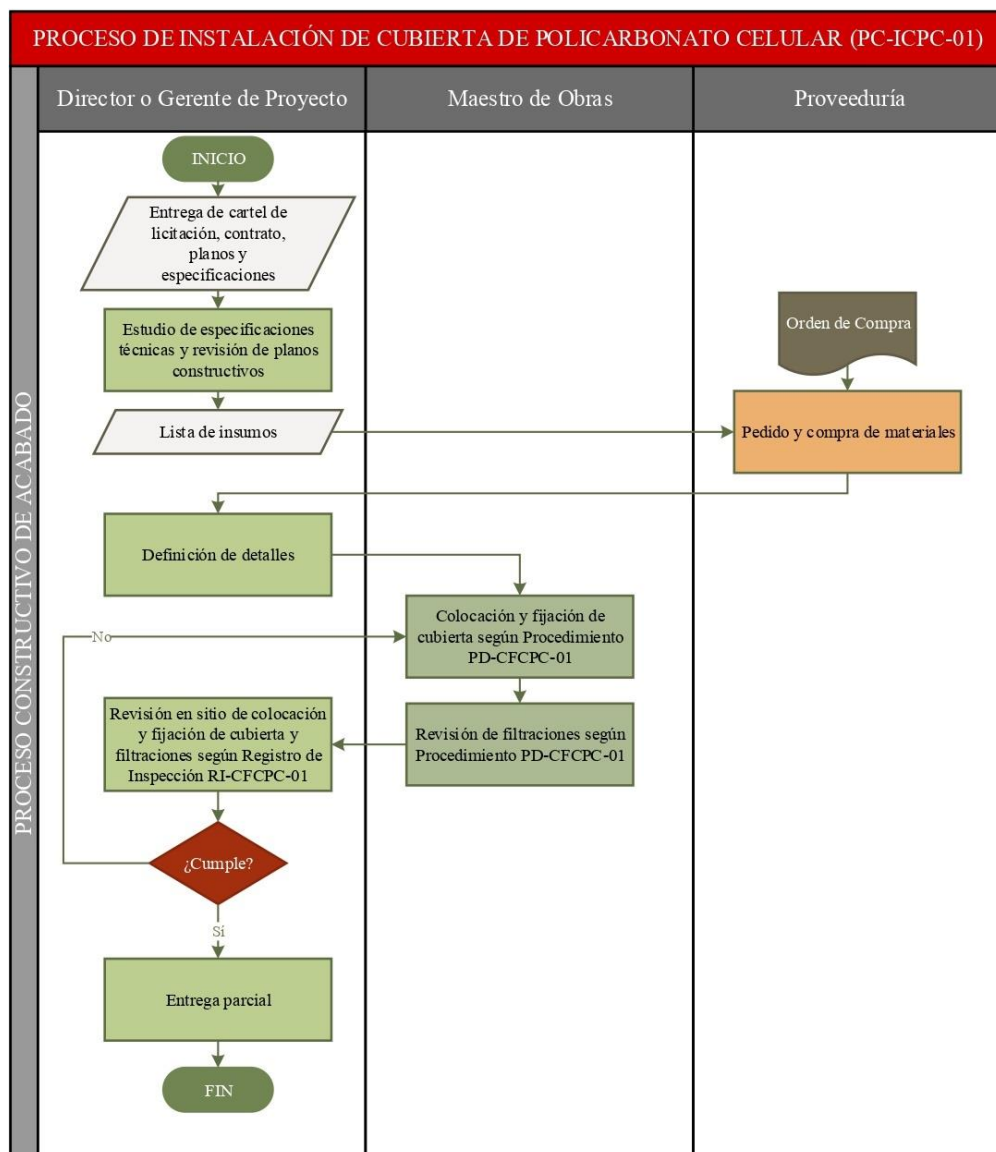 PROCESO DE INSTALACIÓN DE CUBIERTA DE POLICARBONATO CELULAR (PC-ICPC-01)
Director o Gerente de Proyecto
Maestro de Obras
Proveeduría
PROCESO CONSTRUCTIVO DE ACABADO
INICIO
Entrega de cartel de
licitación, contrato,
planos y
especificaciones
Estudio de especificaciones
técnicas y revisión de planos
constructivos
Orden de Compra
Lista de insumos
Pedido y compra de materiales
Definición de detalles
Colocación y fijación de
cubierta según Procedimiento
PD-CFCPC-01
No
Revisión de filtraciones según
Procedimiento PD-CFCPC-01
Revisión en sitio de colocación
y fijación de cubierta y
filtraciones según Registro de
Inspección RI-CFCPC-01
¿Cumple?
Sí
Entrega parcial
FIN